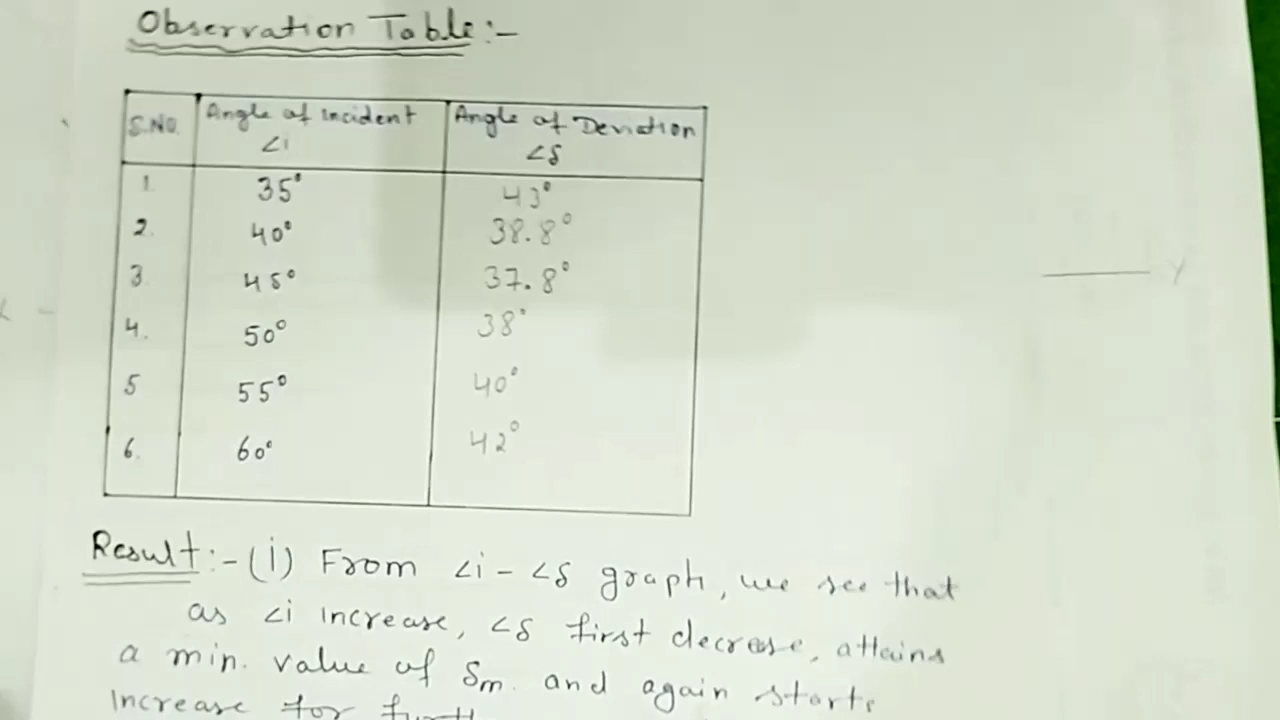 Observation Table:-
S.NO. Angle of Incident ∠i Angle of Deviation ∠δ
1. 35° 43°
2. 40° 38.8°
3. 45° 37.8°
4. 50° 38°
5 55° 40°
6. 60° 42°
Result:-(i) From ∠i - ∠δ graph, we see that
as ∠i increase, ∠δ first decrese, attains
a min. value of δm. and again starts
increase for